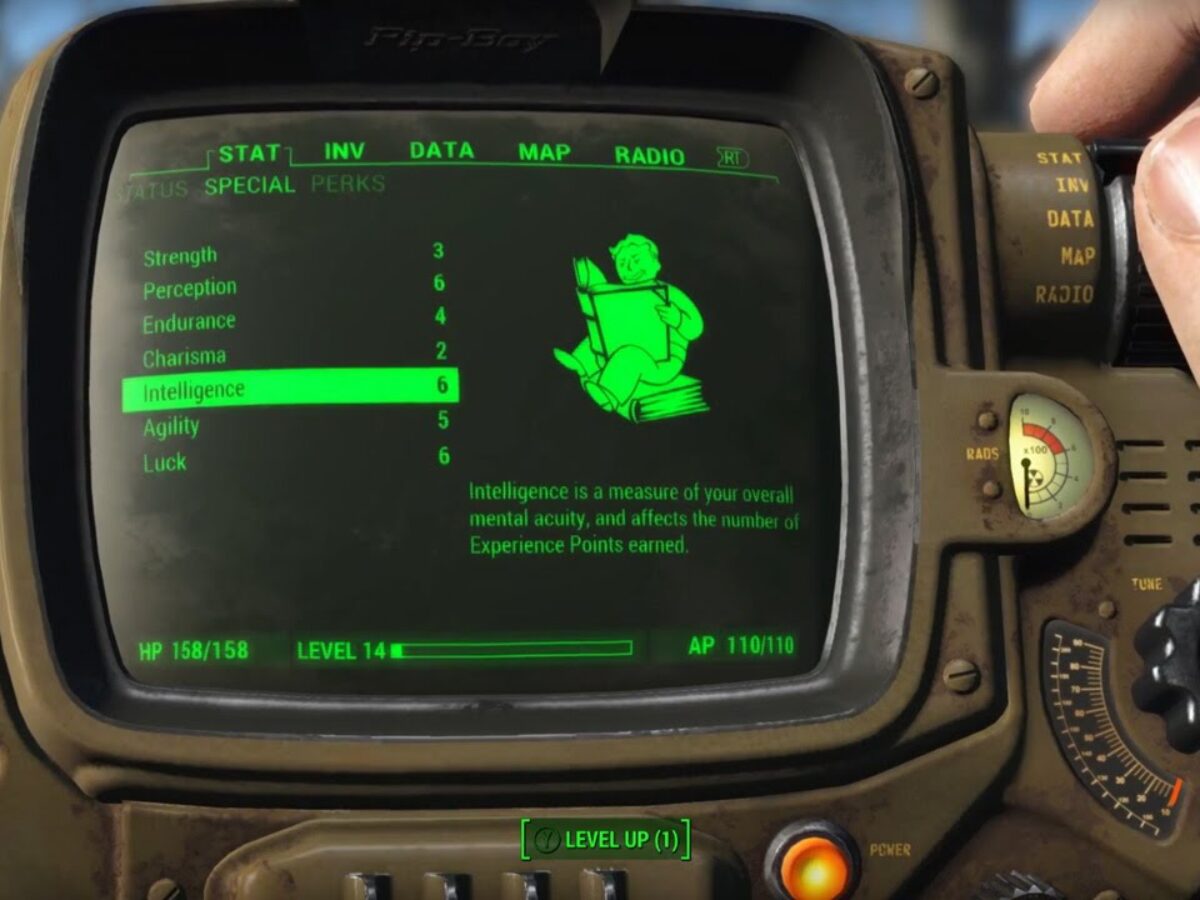 Pip-Boy
STAT INV DATA MAP RADIO RT
STATUS SPECIAL PERKS
Strength 3
Perception 6
Endurance 4
Charisma 2
Intelligence 6
Agility 5
Luck 6
Intelligence is a measure of your overall
mental acuity, and affects the number of
Experience Points earned.
HP 158/158 LEVEL 14 AP 110/110
STAT
INV
DATA
MAP
RADIO
RADS
x100
TUNE
POWER
[Y LEVEL UP (1)]